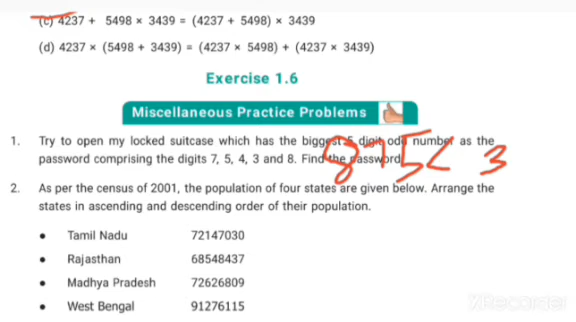 (c) 4237 + 5498 × 3439 = (4237 + 5498) × 3439
(d) 4237 × (5498 + 3439) = (4237 × 5498) + (4237 × 3439)
Exercise 1.6
Miscellaneous Practice Problems
1. Try to open my locked suitcase which has the biggest 5 digit odd number as the
password comprising the digits 7, 5, 4, 3 and 8. Find the password.
875 3
2. As per the census of 2001, the population of four states are given below. Arrange the
states in ascending and descending order of their population.
• Tamil Nadu 72147030
• Rajasthan 68548437
• Madhya Pradesh 72626809
• West Bengal 91276115
XRecorder